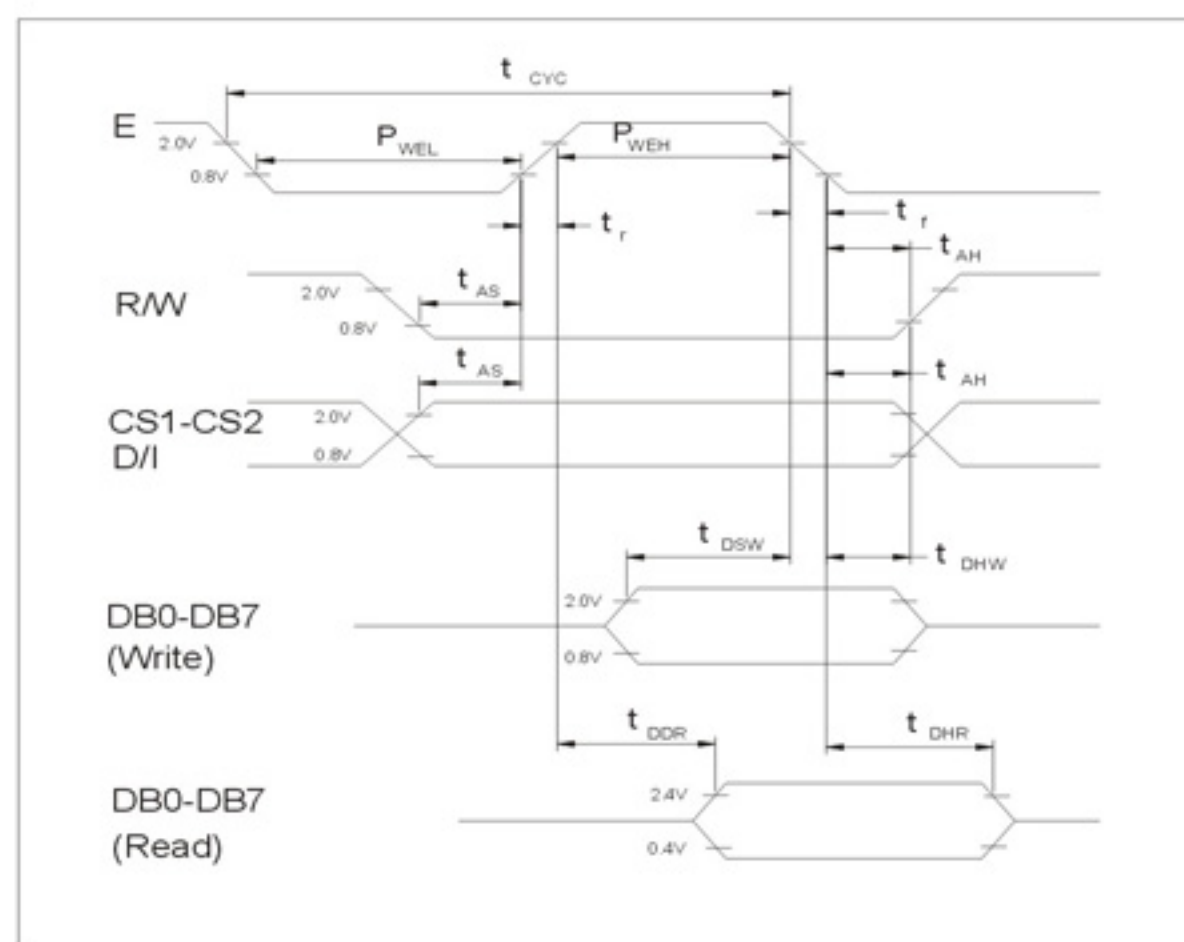 t CYC
E
2.0V
P WEL
P WEH
0.8V
t r
t f
t AH
R/W
2.0V
t AS
0.8V
t AS
t AH
CS1-CS2
2.0V
D/I
0.8V
t DSW
t DHW
DB0-DB7
2.0V
(Write)
0.8V
t DDR
t DHR
DB0-DB7
2.4V
(Read)
0.4V